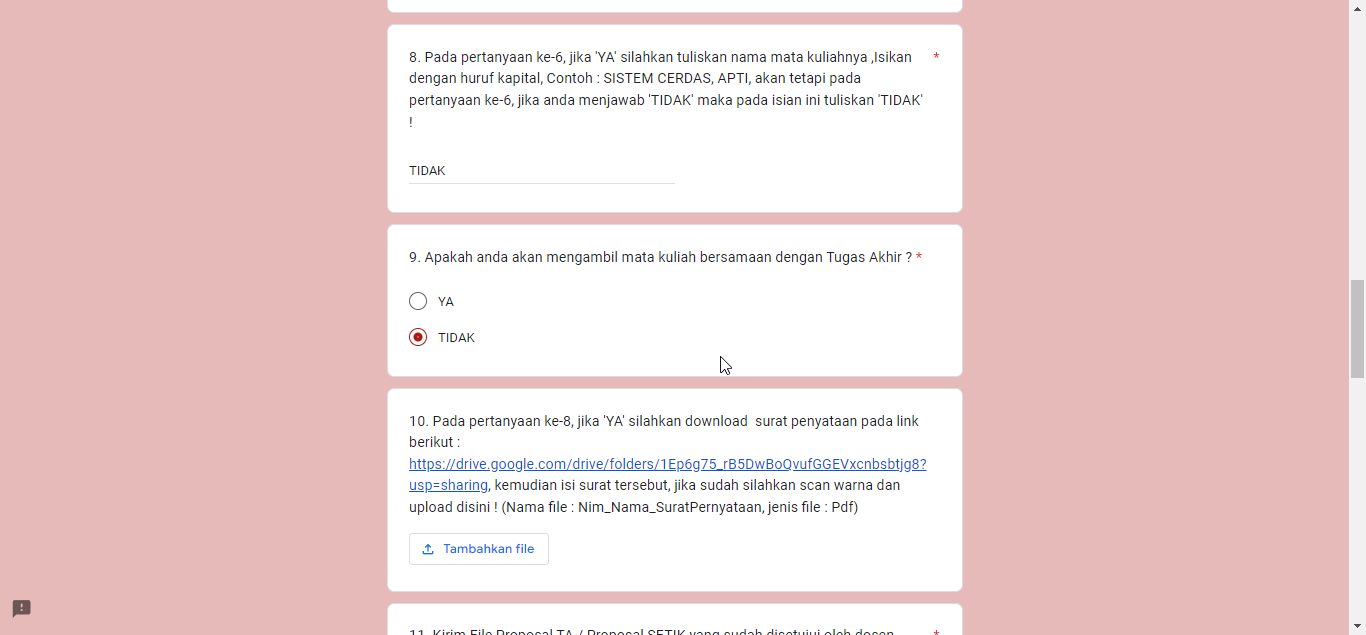 8. Pada pertanyaan ke-6, jika 'YA' silahkan tuliskan nama mata kuliahnya ,Isikan *
dengan huruf kapital, Contoh : SISTEM CERDAS, APTI, akan tetapi pada
pertanyaan ke-6, jika anda menjawab 'TIDAK' maka pada isian ini tuliskan 'TIDAK'
!
TIDAK
9. Apakah anda akan mengambil mata kuliah bersamaan dengan Tugas Akhir ? *
YA
TIDAK
10. Pada pertanyaan ke-8, jika 'YA' silahkan download  surat penyataan pada link
berikut :
https://drive.google.com/drive/folders/1Ep6g75_rB5DwBoQvufGGEVxcnbsbtjg8?
usp=sharing, kemudian isi surat tersebut, jika sudah silahkan scan warna dan
upload disini ! (Nama file : Nim_Nama_SuratPernyataan, jenis file : Pdf)
Tambahkan file
11. Kirim File Proposal TA / Proposal SETIK yang sudah disetujui oleh dosen *